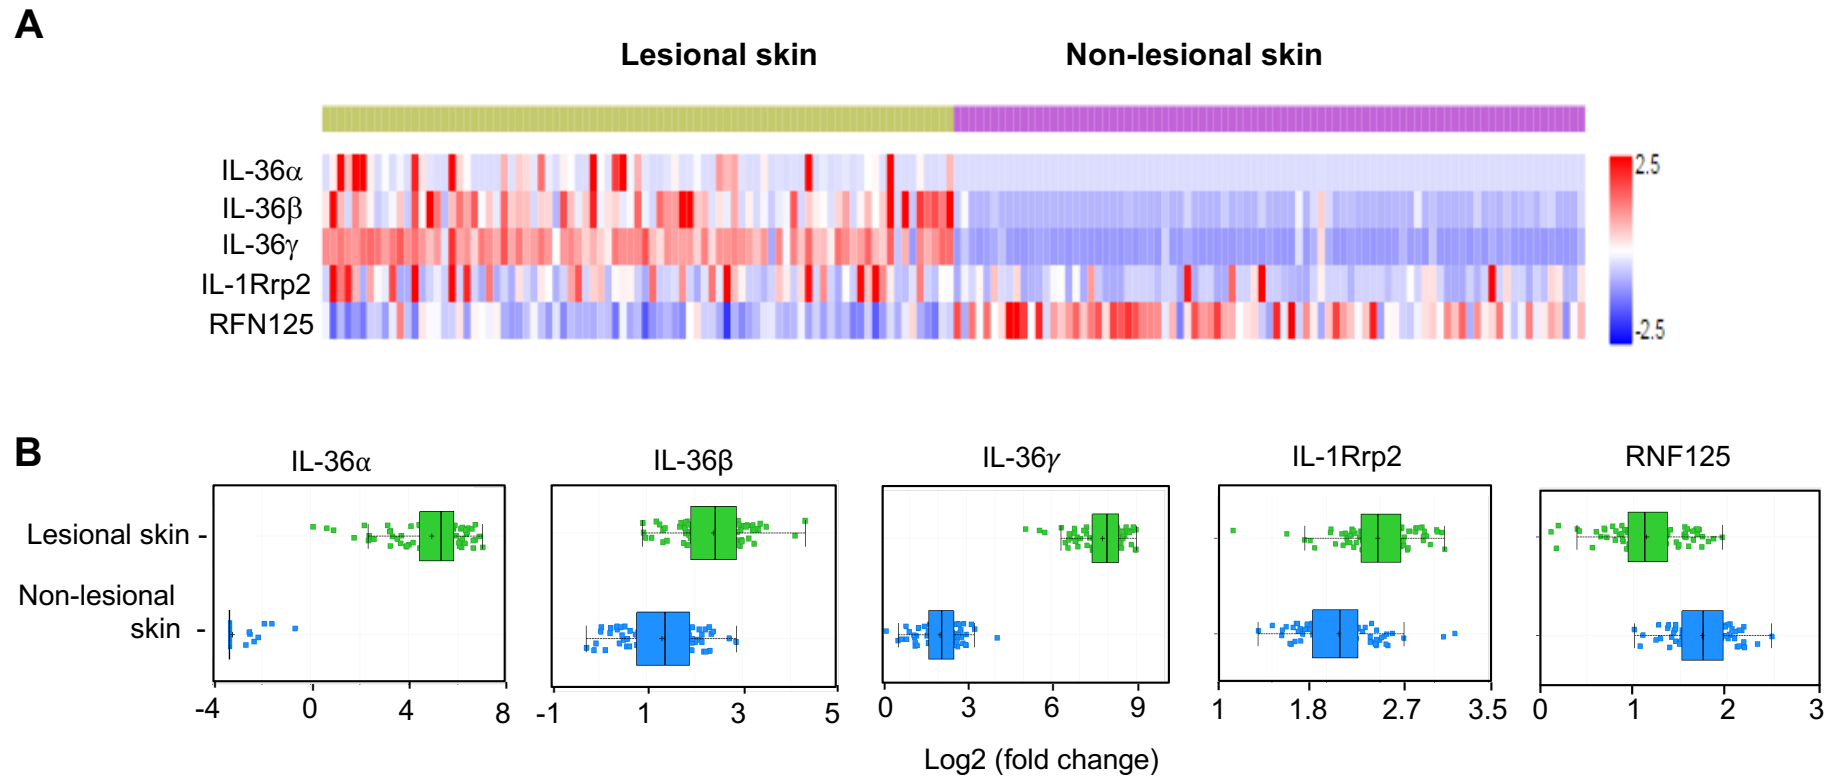 A
Lesional skin
Non-lesional skin
IL-36α
IL-36β
IL-36γ
IL-1Rrp2
RFN125
2.5
-2.5
B
IL-36α
IL-36β
IL-36γ
IL-1Rrp2
RNF125
Lesional skin -
Non-lesional
skin -
-4 0 4 8
-1 1 3 5
0 3 6 9
1 1.8 2.7 3.5
0 1 2 3
Log2 (fold change)